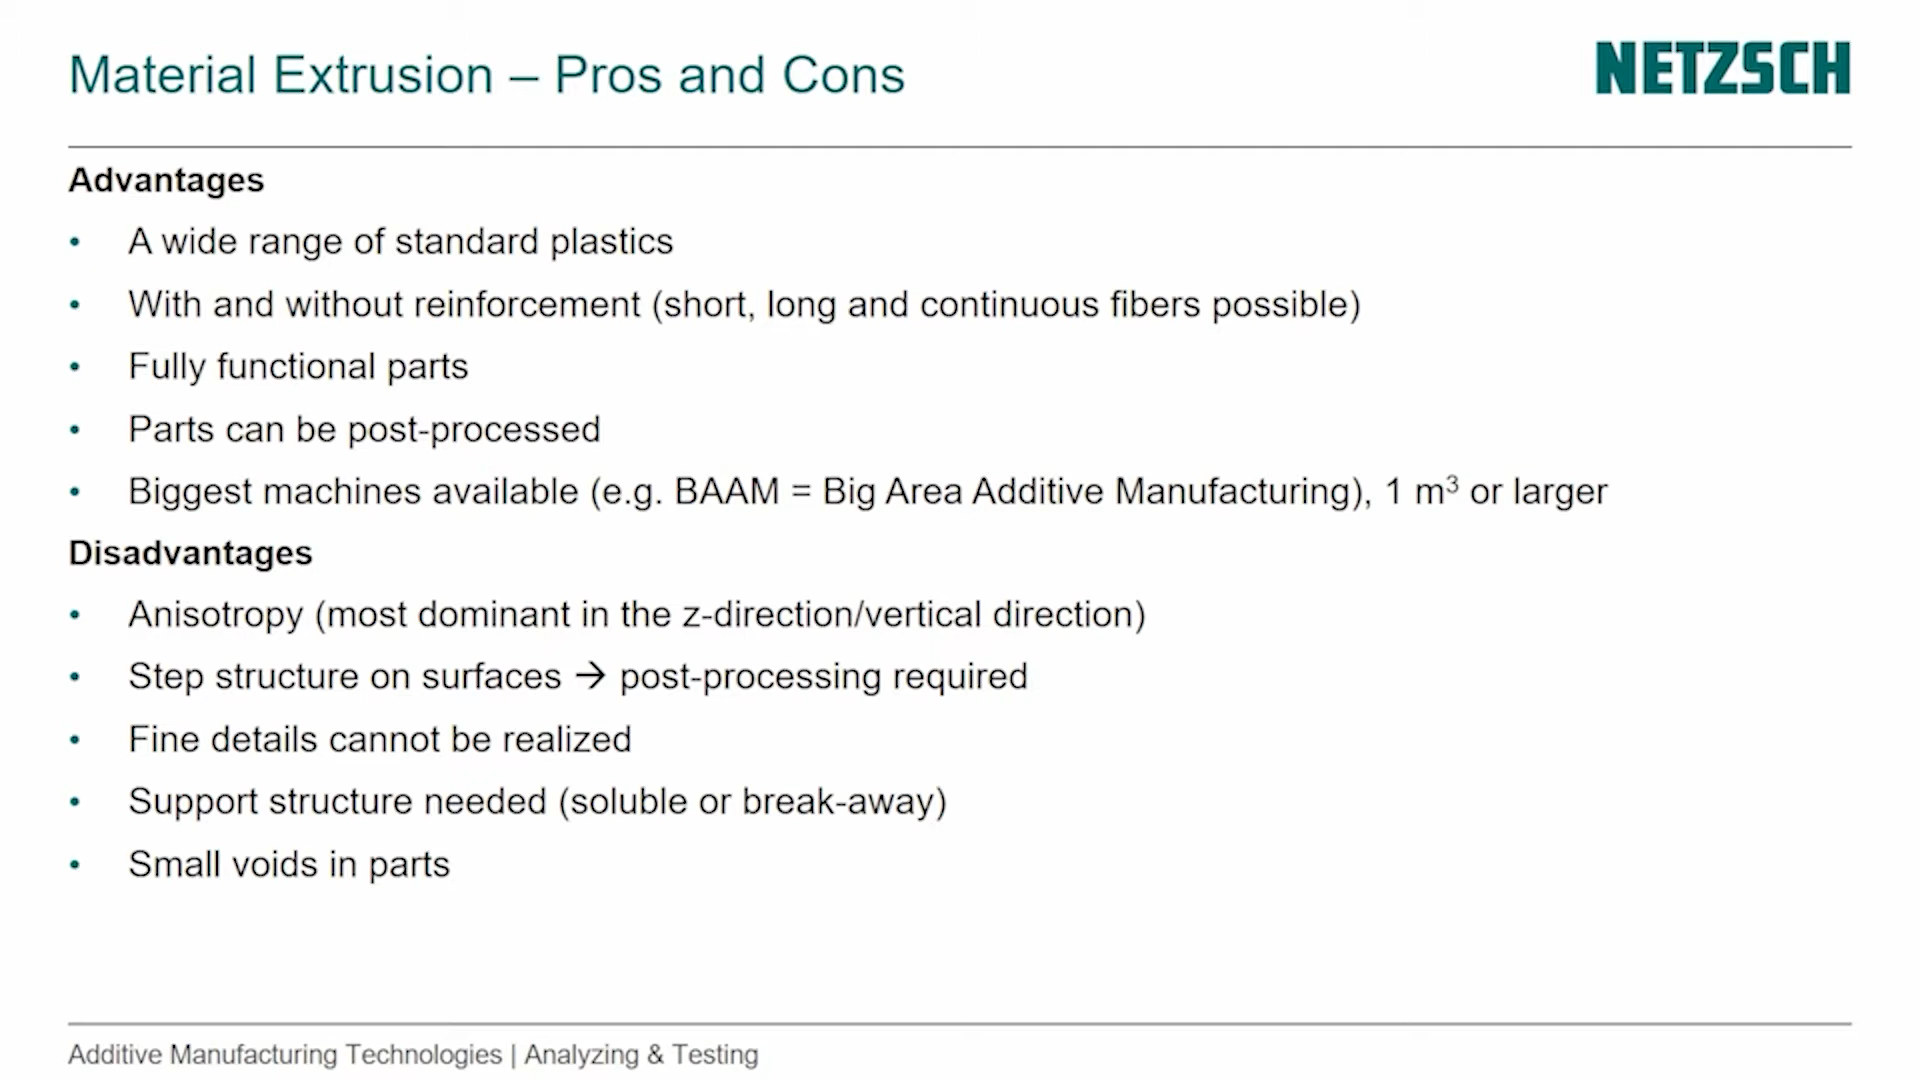 Material Extrusion – Pros and Cons
NETZSCH
Advantages
• A wide range of standard plastics
• With and without reinforcement (short, long and continuous fibers possible)
• Fully functional parts
• Parts can be post-processed
• Biggest machines available (e.g. BAAM = Big Area Additive Manufacturing), 1 m³ or larger
Disadvantages
• Anisotropy (most dominant in the z-direction/vertical direction)
• Step structure on surfaces → post-processing required
• Fine details cannot be realized
• Support structure needed (soluble or break-away)
• Small voids in parts
Additive Manufacturing Technologies | Analyzing & Testing